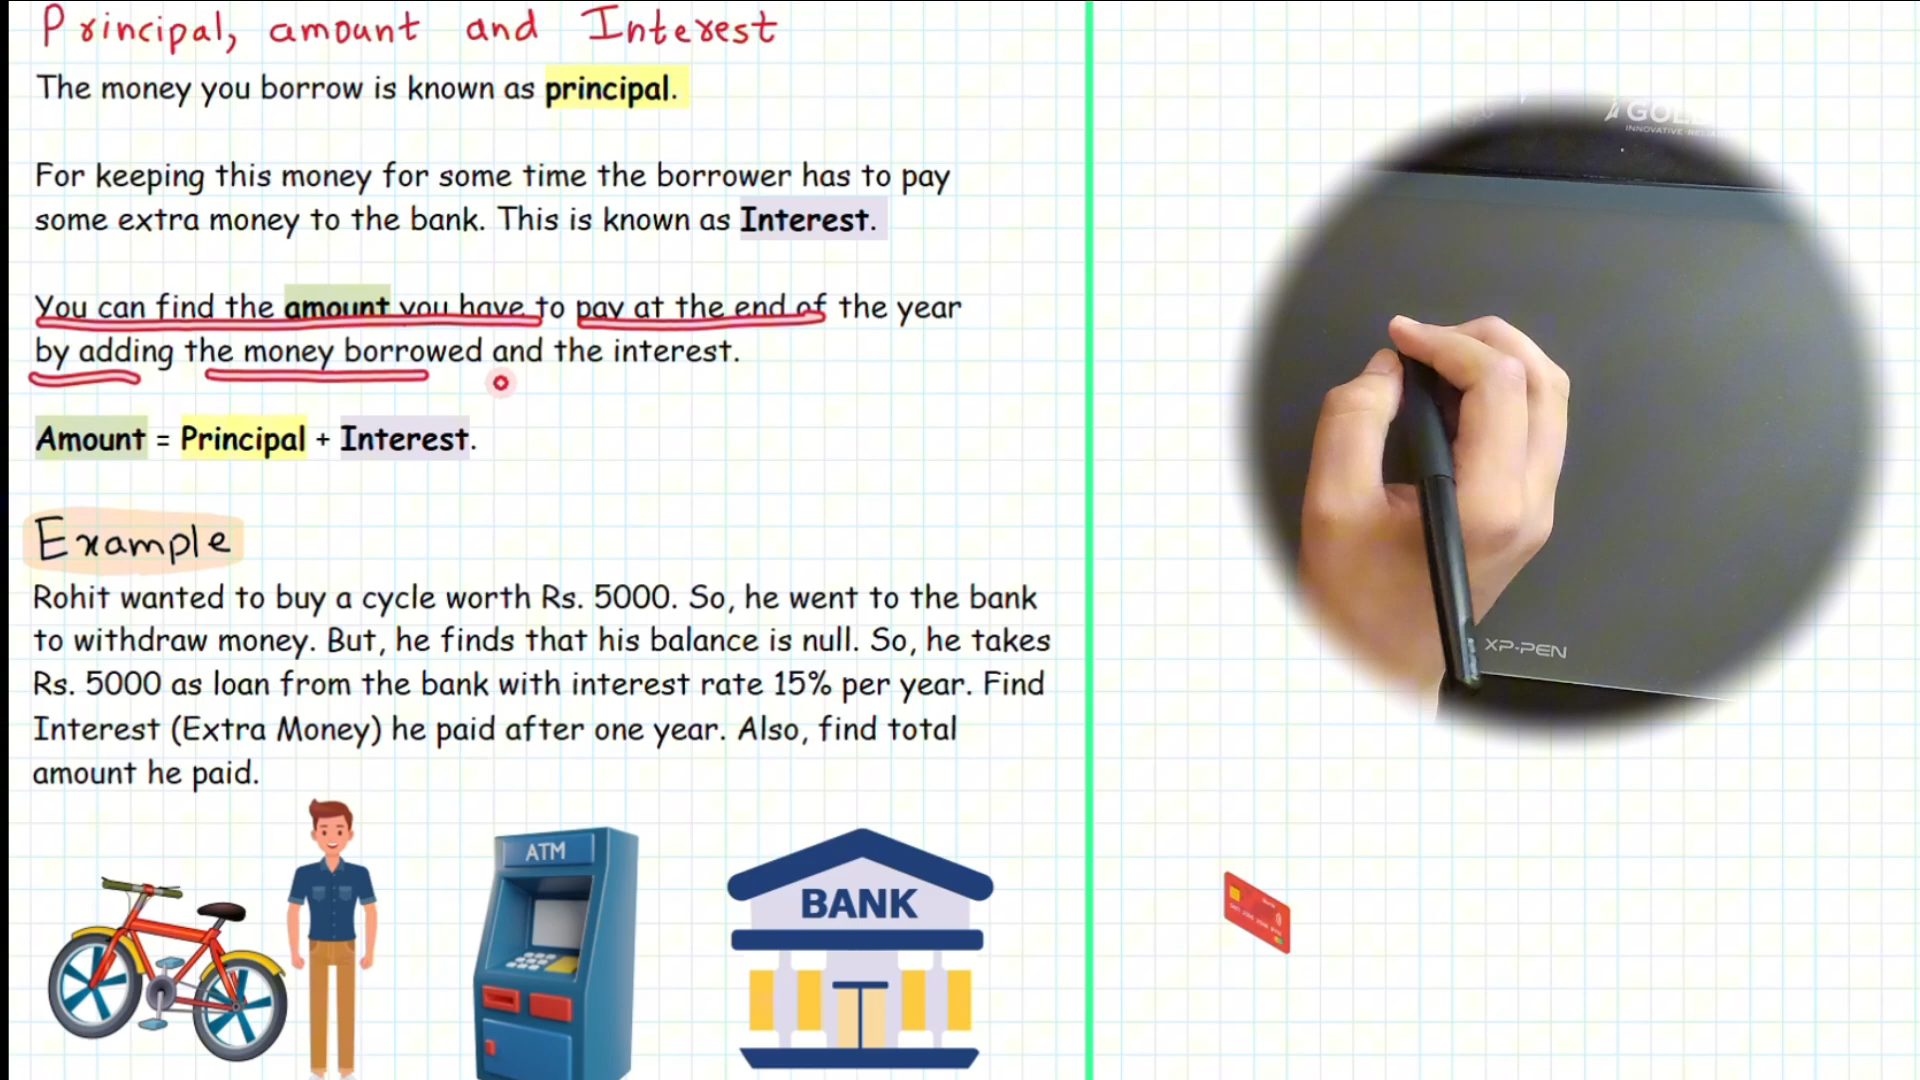 Principal, amount and Interest
The money you borrow is known as principal.
For keeping this money for some time the borrower has to pay
some extra money to the bank. This is known as Interest.
You can find the amount you have to pay at the end of the year
by adding the money borrowed and the interest.
Amount = Principal + Interest.
Example
Rohit wanted to buy a cycle worth Rs. 5000. So, he went to the bank
to withdraw money. But, he finds that his balance is null. So, he takes
Rs. 5000 as loan from the bank with interest rate 15% per year. Find
Interest (Extra Money) he paid after one year. Also, find total
amount he paid.
ATM
BANK
XP-PEN
INNOVATIVE